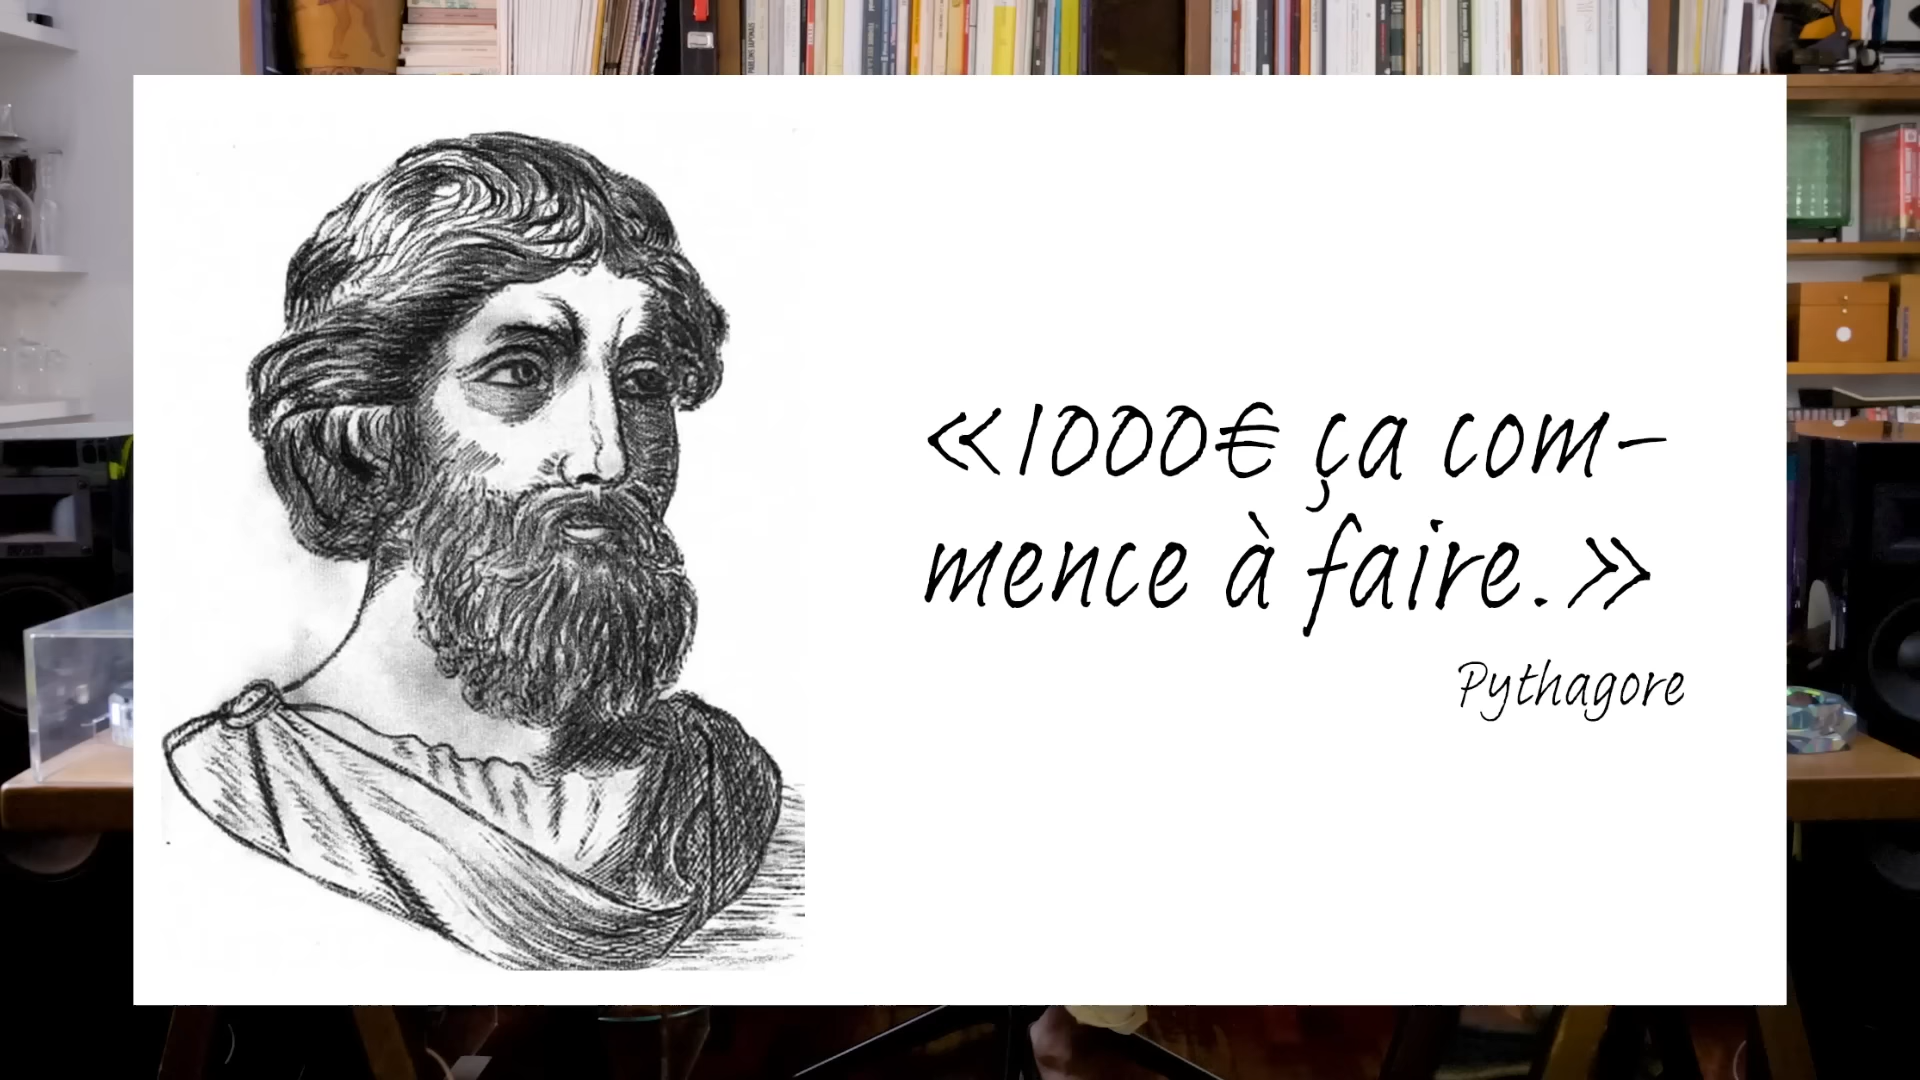 «1000€ ça com-
mence à faire.»
Pythagore